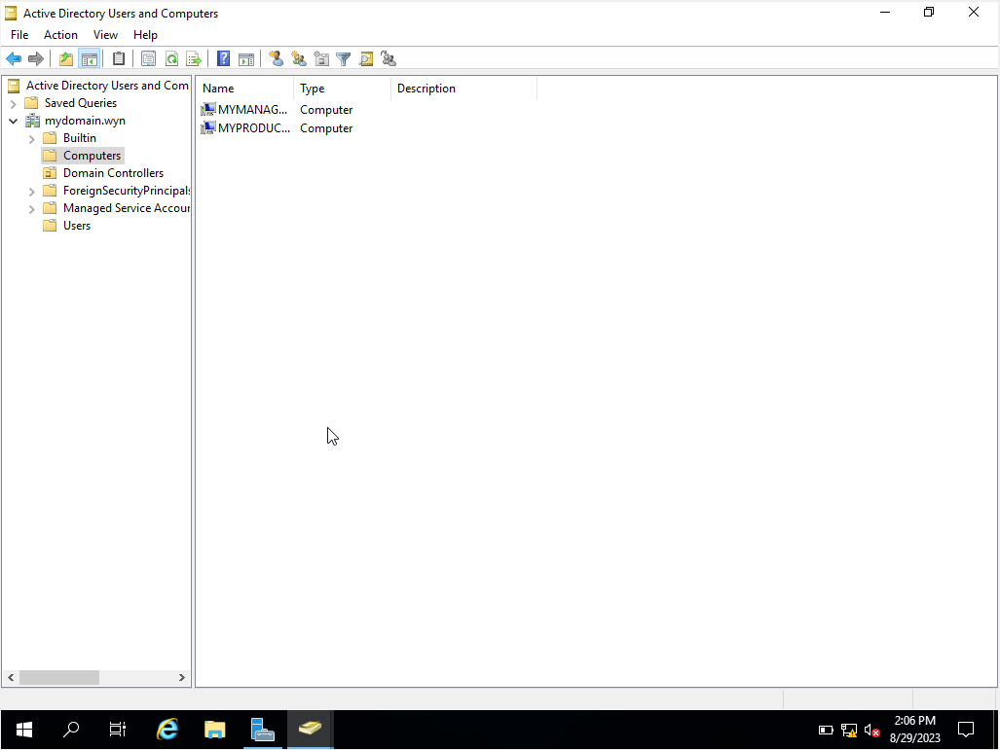 Active Directory Users and Computers
File Action View Help
Active Directory Users and Com
Saved Queries
mydomain.wyn
Builtin
Computers
Domain Controllers
ForeignSecurityPrincipals
Managed Service Accour
Users
Name Type Description
MYMANAG... Computer
MYPRODUC... Computer
2:06 PM
8/29/2023